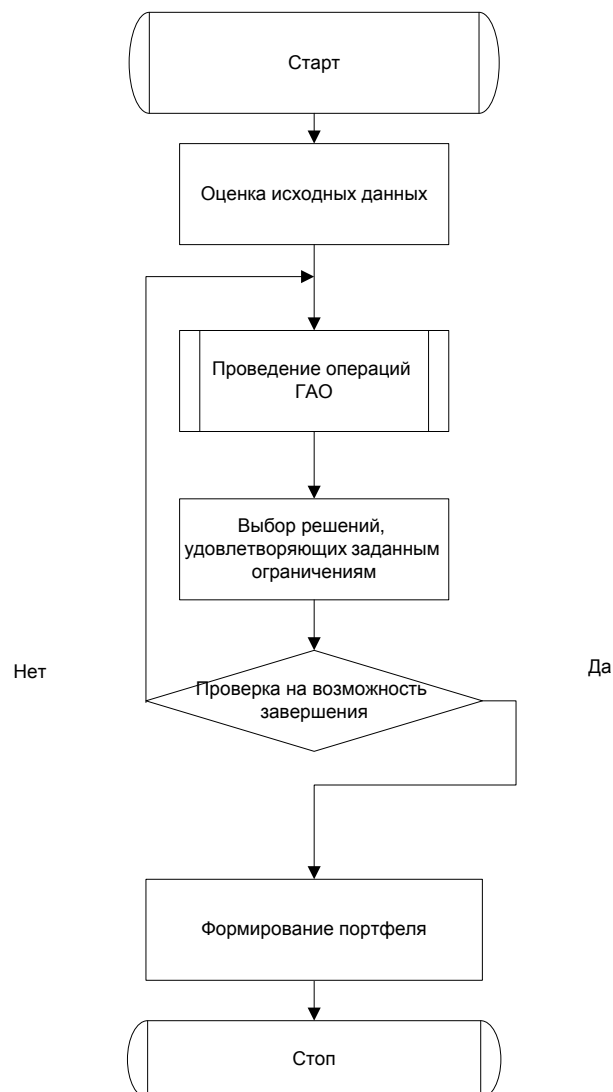 Старт
Оценка исходных данных
Проведение операций
ГАО
Выбор решений,
удовлетворяющих заданным
ограничениям
Нет
Да
Проверка на возможность
завершения
Формирование портфеля
Стоп